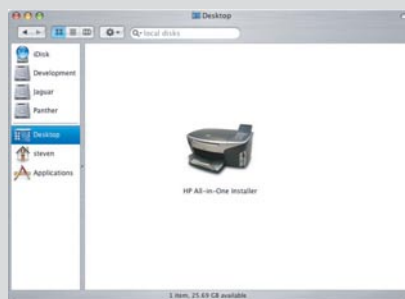 Desktop
local disks
iDisk
Development
Jaguar
Panther
Desktop
steven
Applications
HP All-in-One Installer
1 item, 25.69 GB available